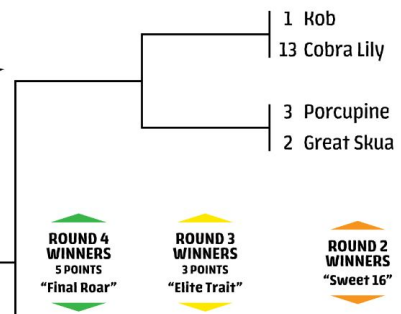 1 Kob
13 Cobra Lily
3 Porcupine
2 Great Skua
ROUND 4
WINNERS
5 POINTS
“Final Roar”
ROUND 3
WINNERS
3 POINTS
“Elite Trait”
ROUND 2
WINNERS
“Sweet 16”